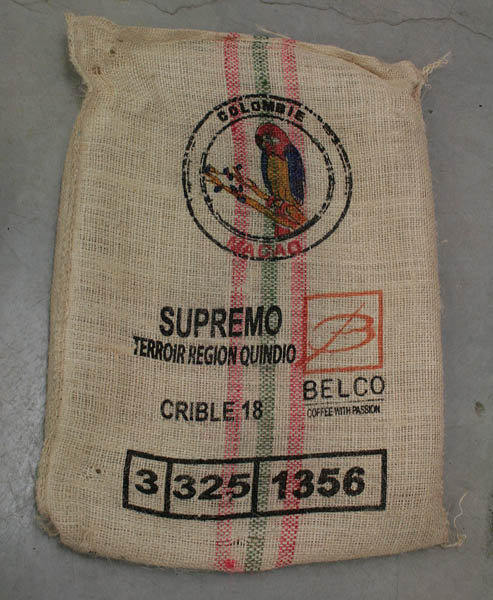 COLOMBIE
MACAO
SUPREMO
TERROIR REGION QUINDIO
B
BELCO
COFFEE WITH PASSION
CRIBLE 18
3 325 1356